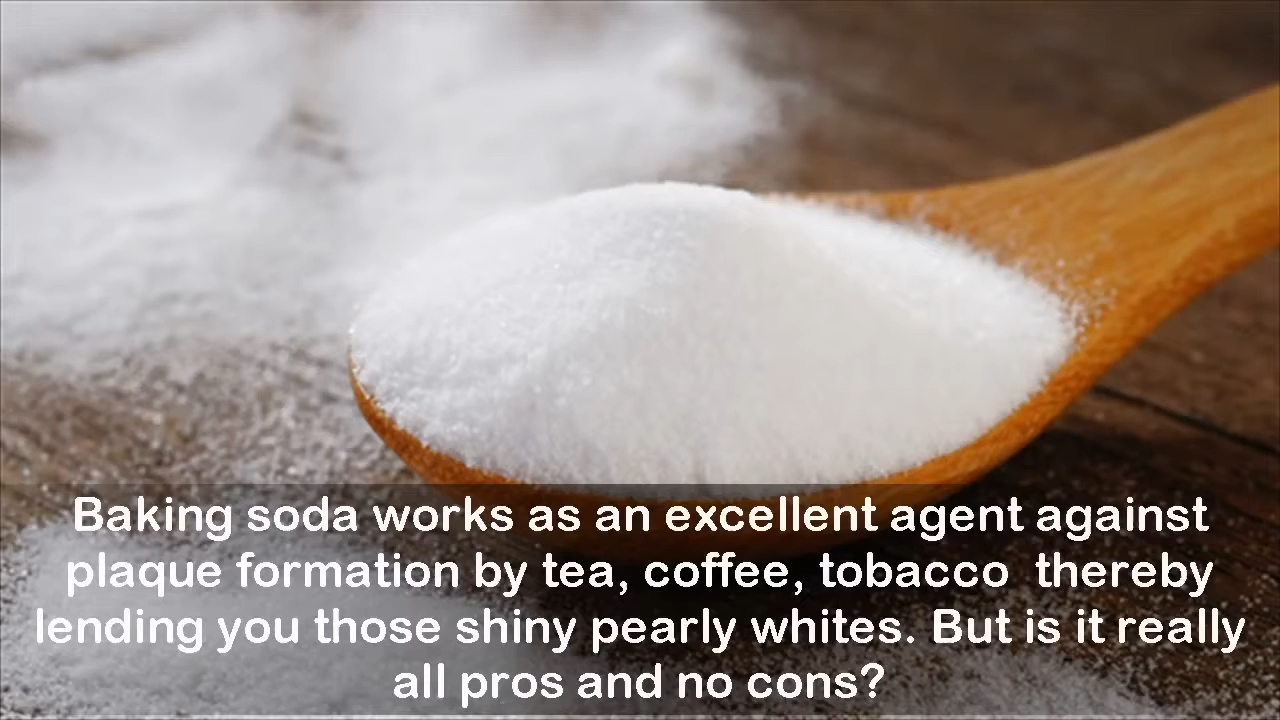 Baking soda works as an excellent agent against
plaque formation by tea, coffee, tobacco  thereby
lending you those shiny pearly whites. But is it really
all pros and no cons?